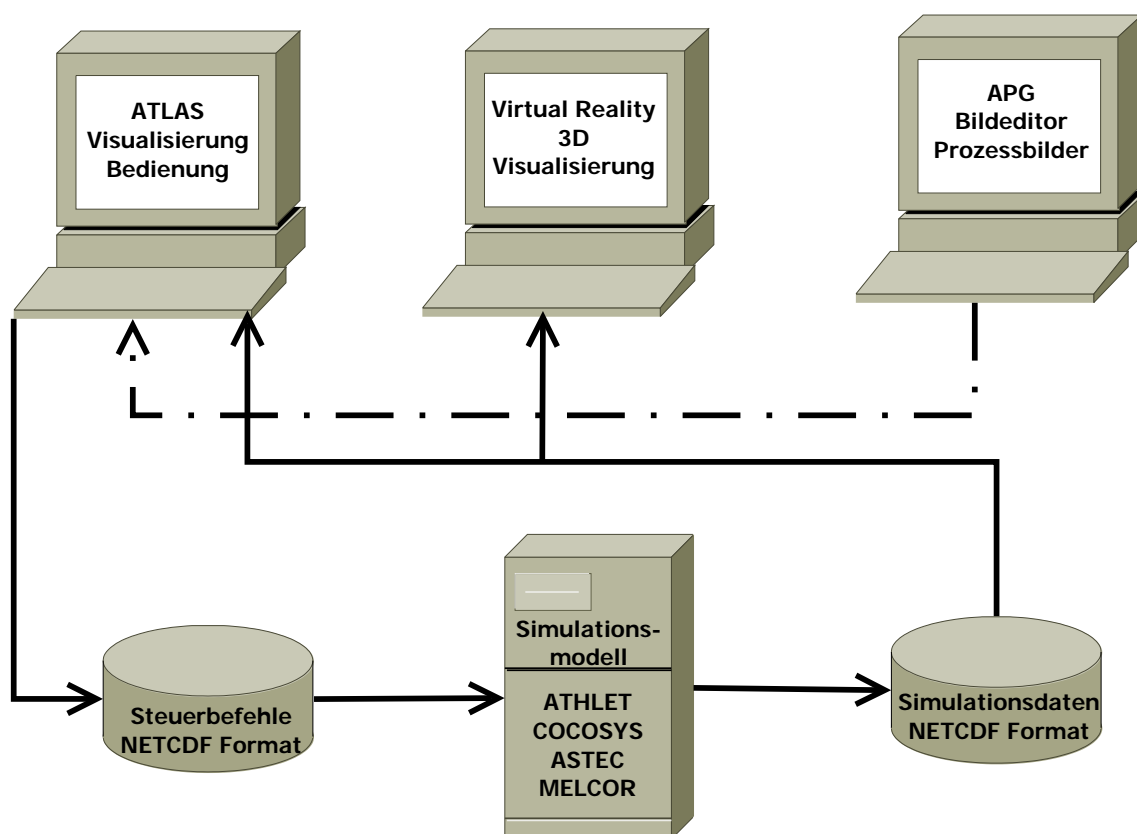 ATLAS
Visualisierung
Bedienung
Virtual Reality
3D
Visualisierung
APG
Bildeditor
Prozessbilder
Steuerbefehle
NETCDF Format
Simulations-
modell
ATHLET
COCOSYS
ASTEC
MELCOR
Simulationsdaten
NETCDF Format